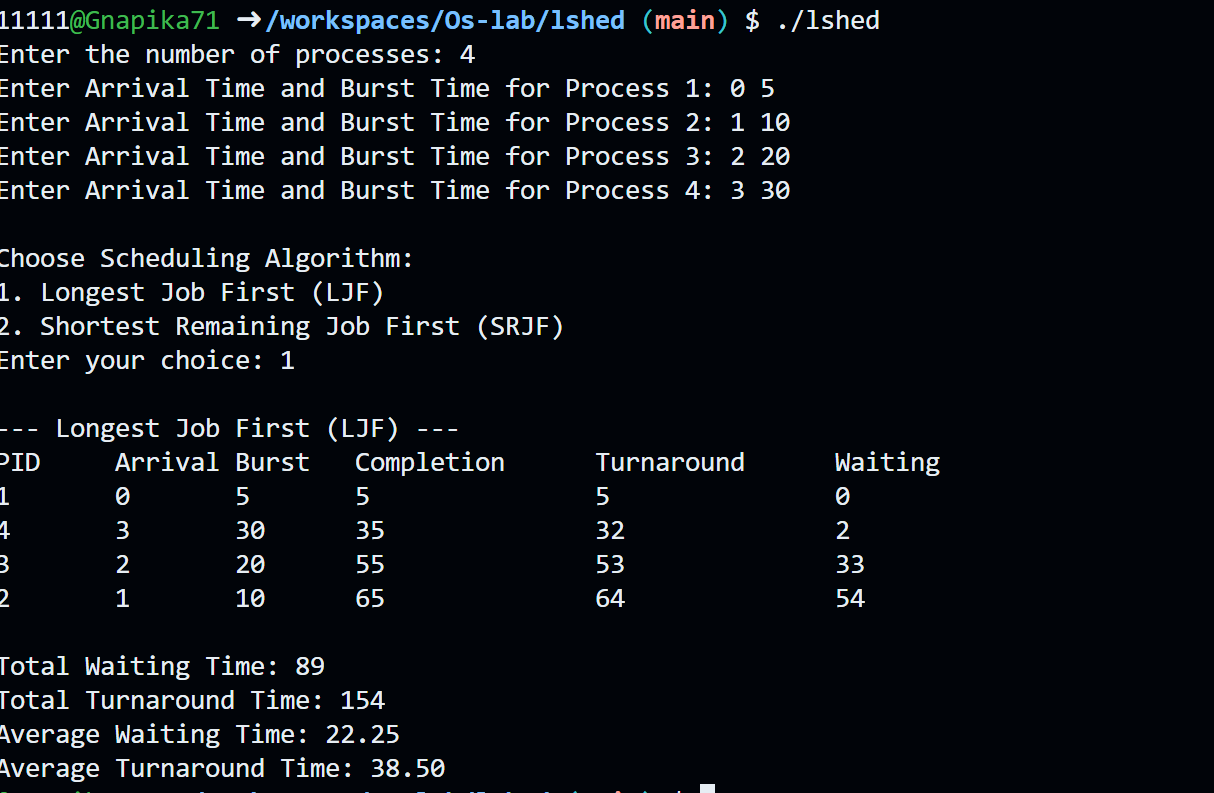 11111@Gnapika71 ➜/workspaces/Os-lab/lshed (main) $ ./lshed
Enter the number of processes: 4
Enter Arrival Time and Burst Time for Process 1: 0 5
Enter Arrival Time and Burst Time for Process 2: 1 10
Enter Arrival Time and Burst Time for Process 3: 2 20
Enter Arrival Time and Burst Time for Process 4: 3 30
Choose Scheduling Algorithm:
1. Longest Job First (LJF)
2. Shortest Remaining Job First (SRJF)
Enter your choice: 1
--- Longest Job First (LJF) ---
PID Arrival Burst Completion Turnaround Waiting
1 0 5 5 5 0
4 3 30 35 32 2
3 2 20 55 53 33
2 1 10 65 64 54
Total Waiting Time: 89
Total Turnaround Time: 154
Average Waiting Time: 22.25
Average Turnaround Time: 38.50